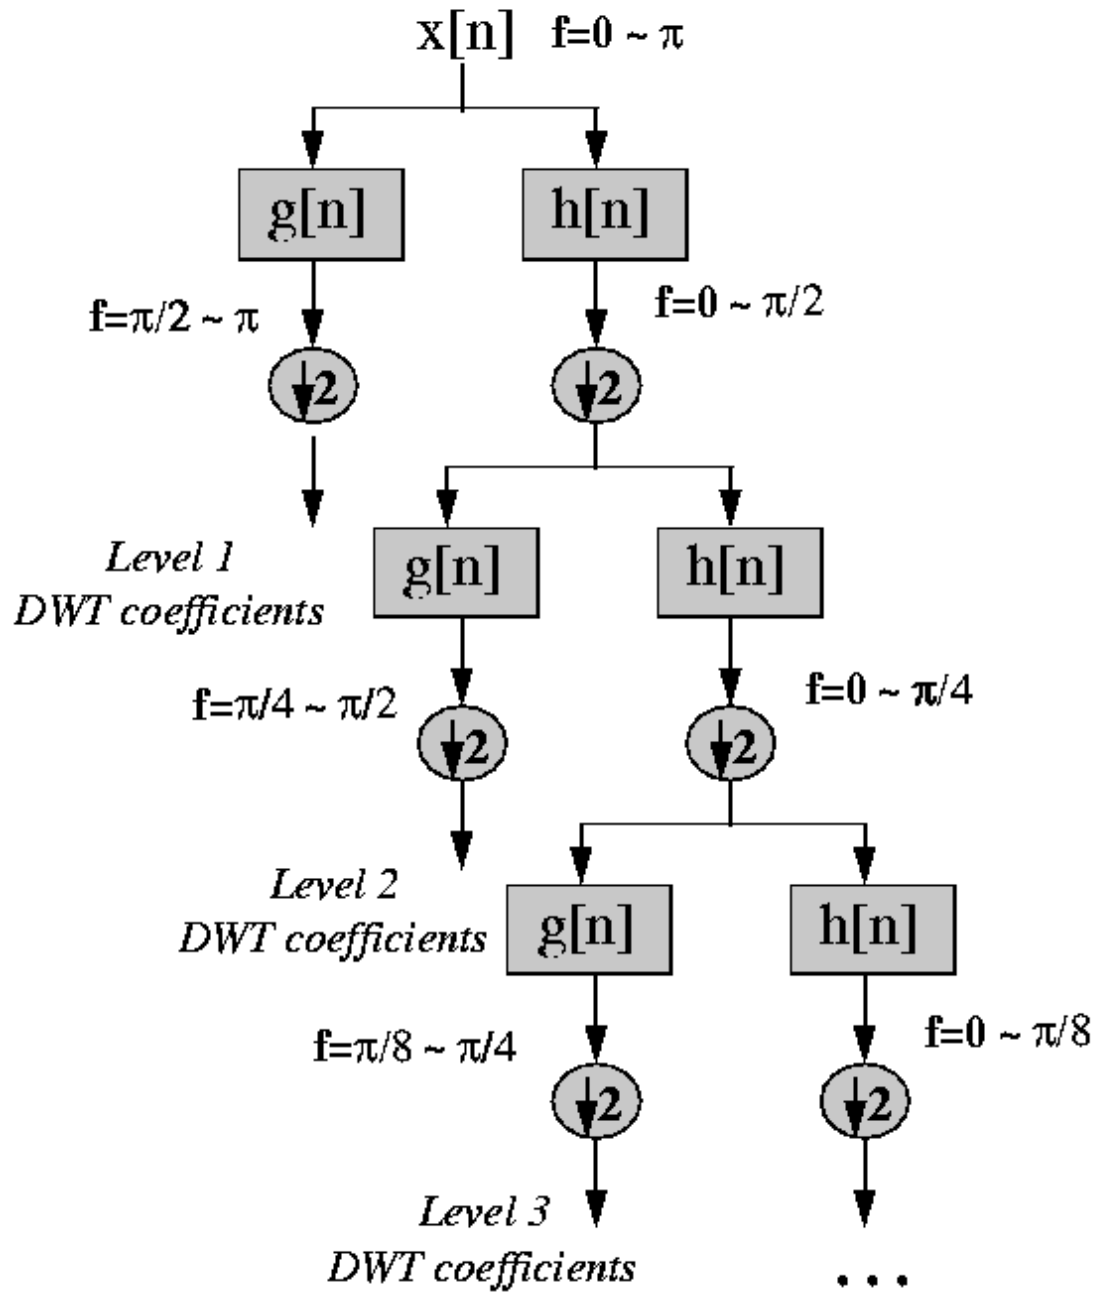 x[n] f=0 ~ π
g[n] h[n]
f=π/2 ~ π f=0 ~ π/2
↓2 ↓2
Level 1
DWT coefficients
g[n] h[n]
f=π/4 ~ π/2 f=0 ~ π/4
↓2 ↓2
Level 2
DWT coefficients
g[n] h[n]
f=π/8 ~ π/4 f=0 ~ π/8
↓2 ↓2
Level 3
DWT coefficients
...